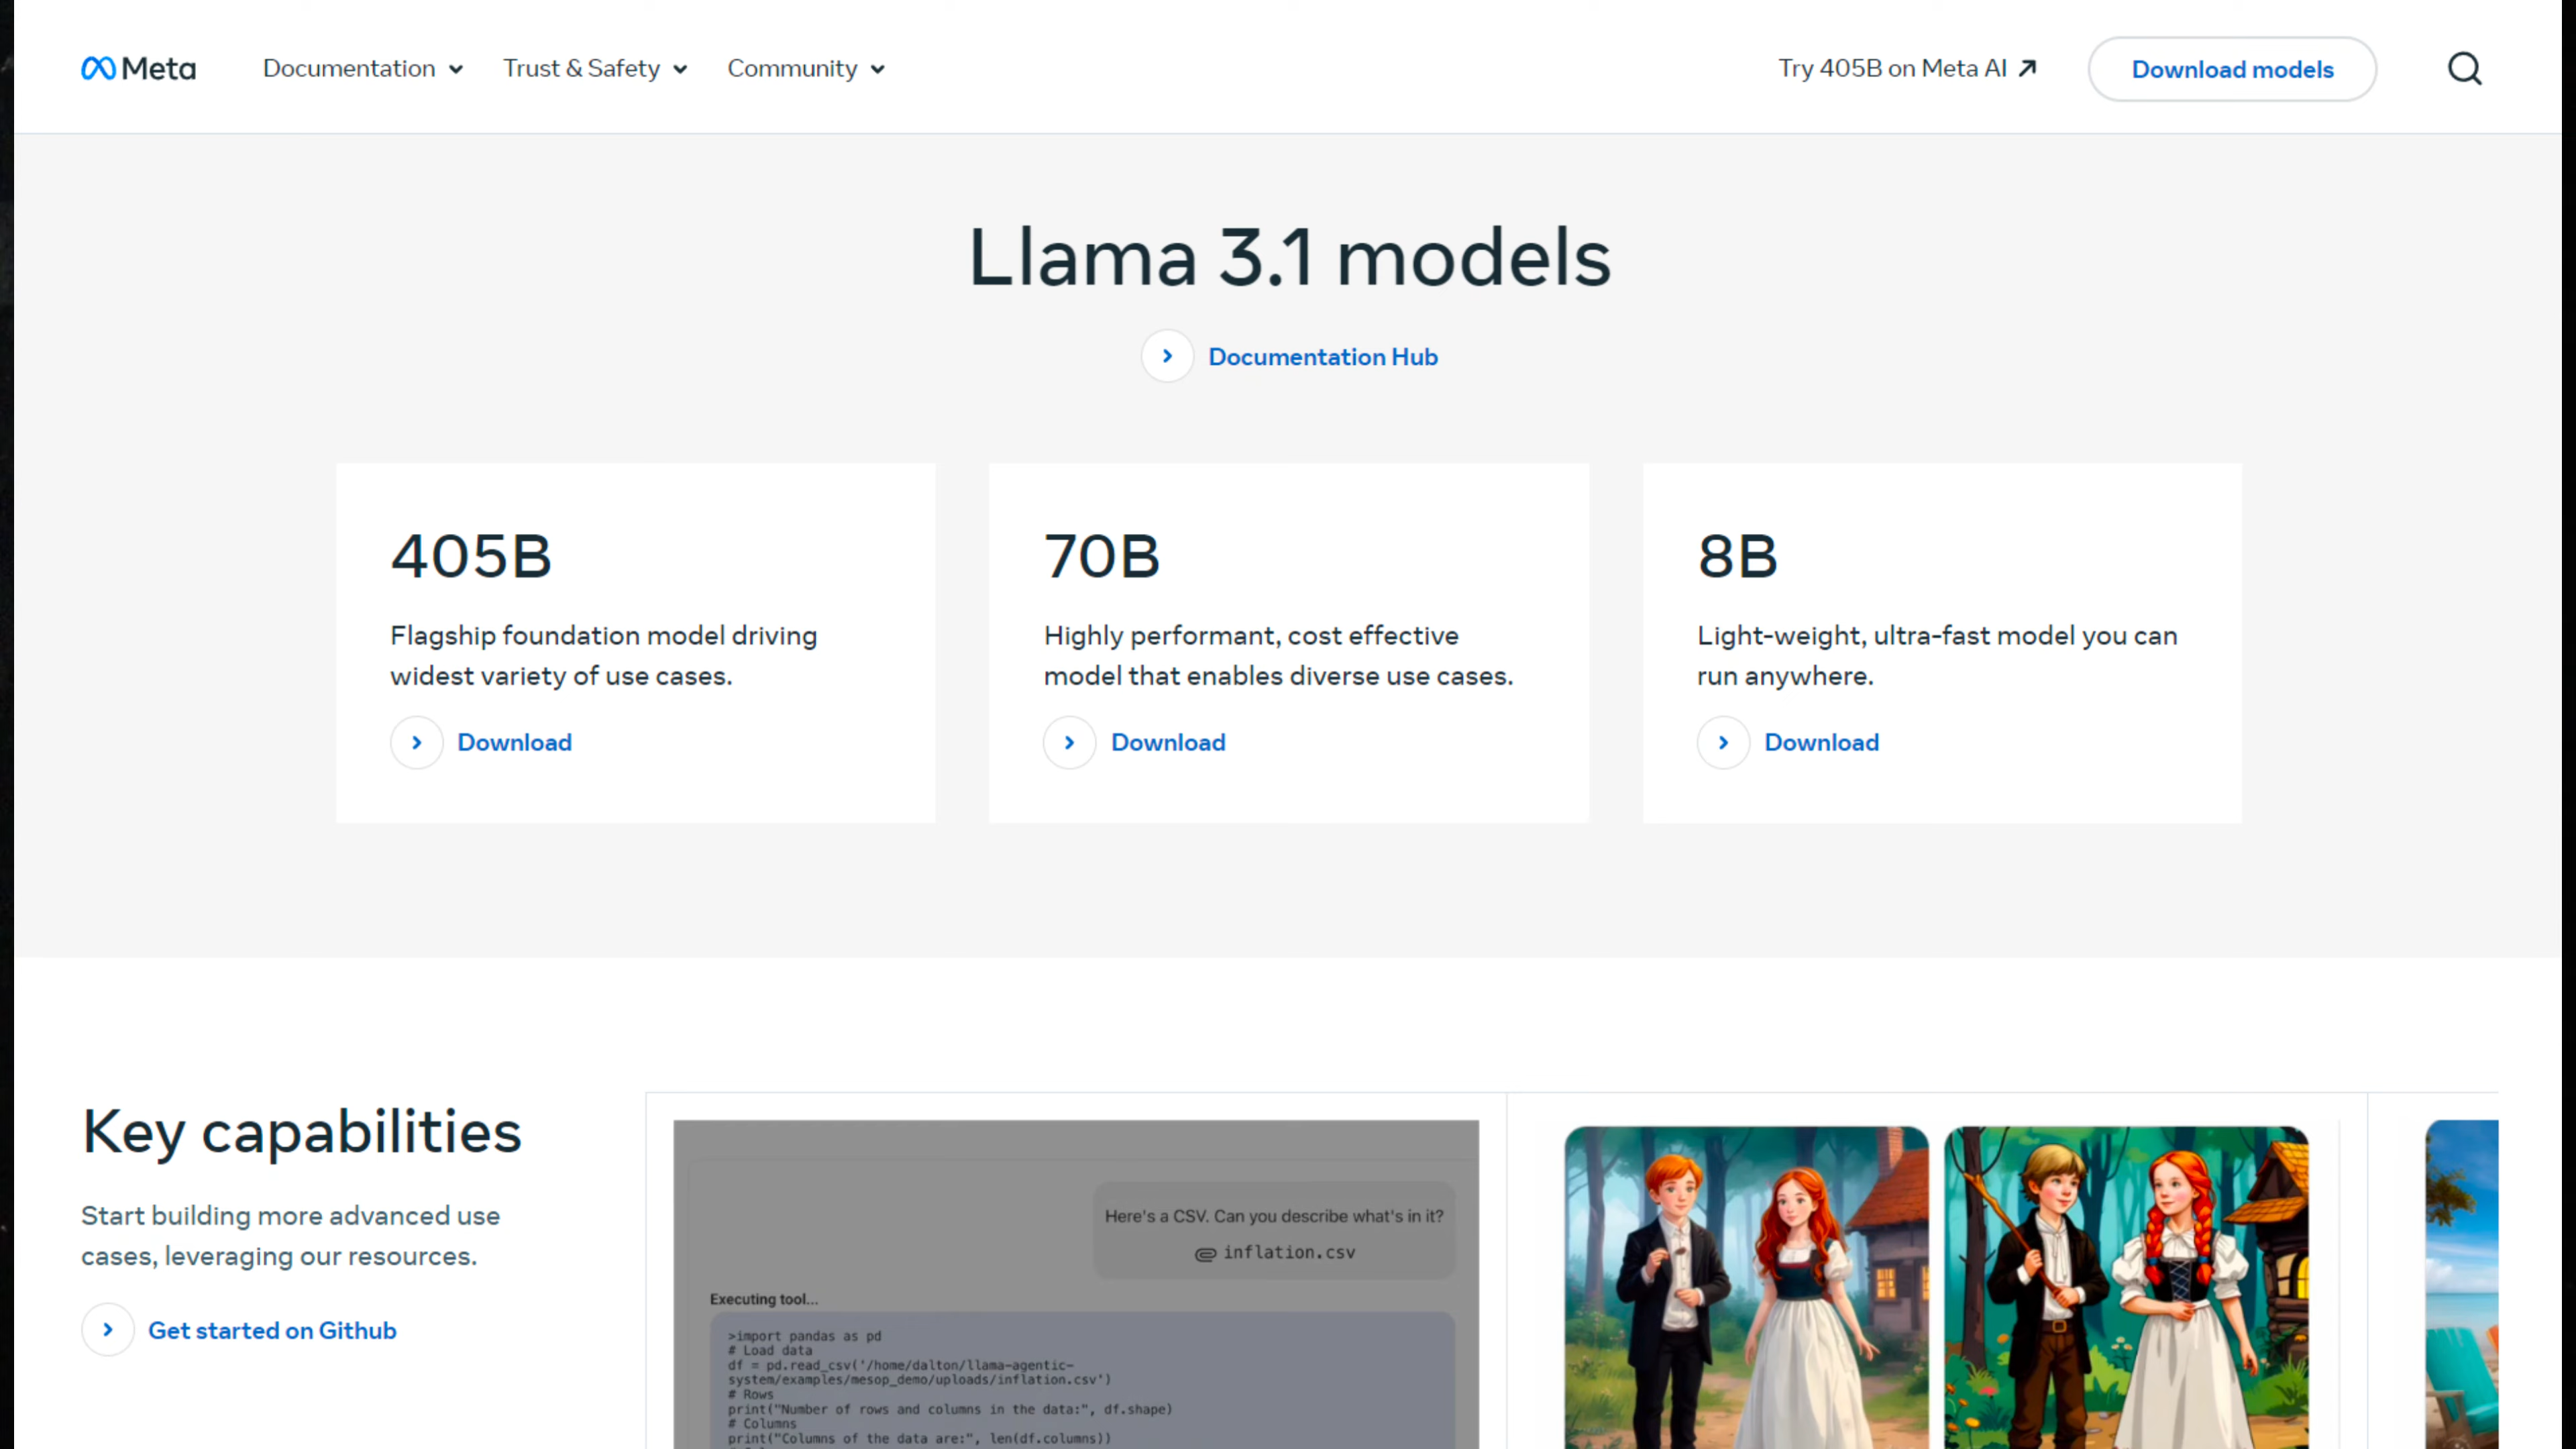 Meta Documentation Trust & Safety Community Try 405B on Meta AI Download models
Llama 3.1 models
Documentation Hub
405B
Flagship foundation model driving
widest variety of use cases.
Download
70B
Highly performant, cost effective
model that enables diverse use cases.
Download
8B
Light-weight, ultra-fast model you can
run anywhere.
Download
Key capabilities
Start building more advanced use
cases, leveraging our resources.
Get started on Github
Here's a CSV. Can you describe what's in it?
inflation.csv
Executing tool...
>import pandas as pd
# Load data
df = pd.read_csv('/home/dalton/llama-agentic-
system/examples/mesop_demo/uploads/inflation.csv')
# Rows
print("Number of rows and columns in the data:", df.shape)
# Columns
print("Columns of the data are:", len(df.columns))